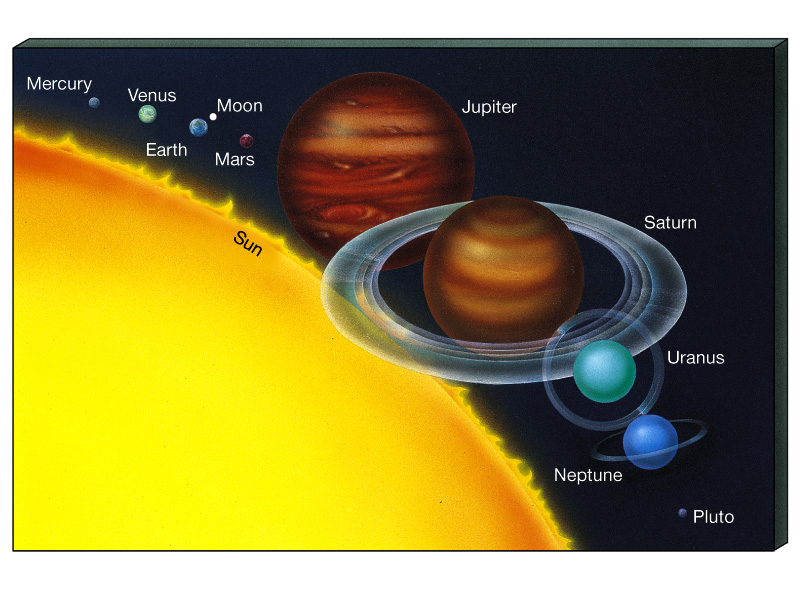 Mercury
Venus
Moon
Earth
Mars
Jupiter
Sun
Saturn
Uranus
Neptune
Pluto